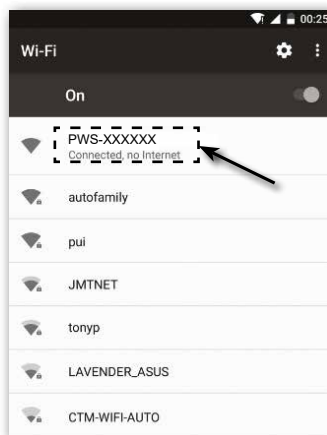 00:25
Wi-Fi
On
PWS-XXXXXX
Connected, no Internet
autofamily
pui
JMTNET
tonyp
LAVENDER_ASUS
CTM-WIFI-AUTO